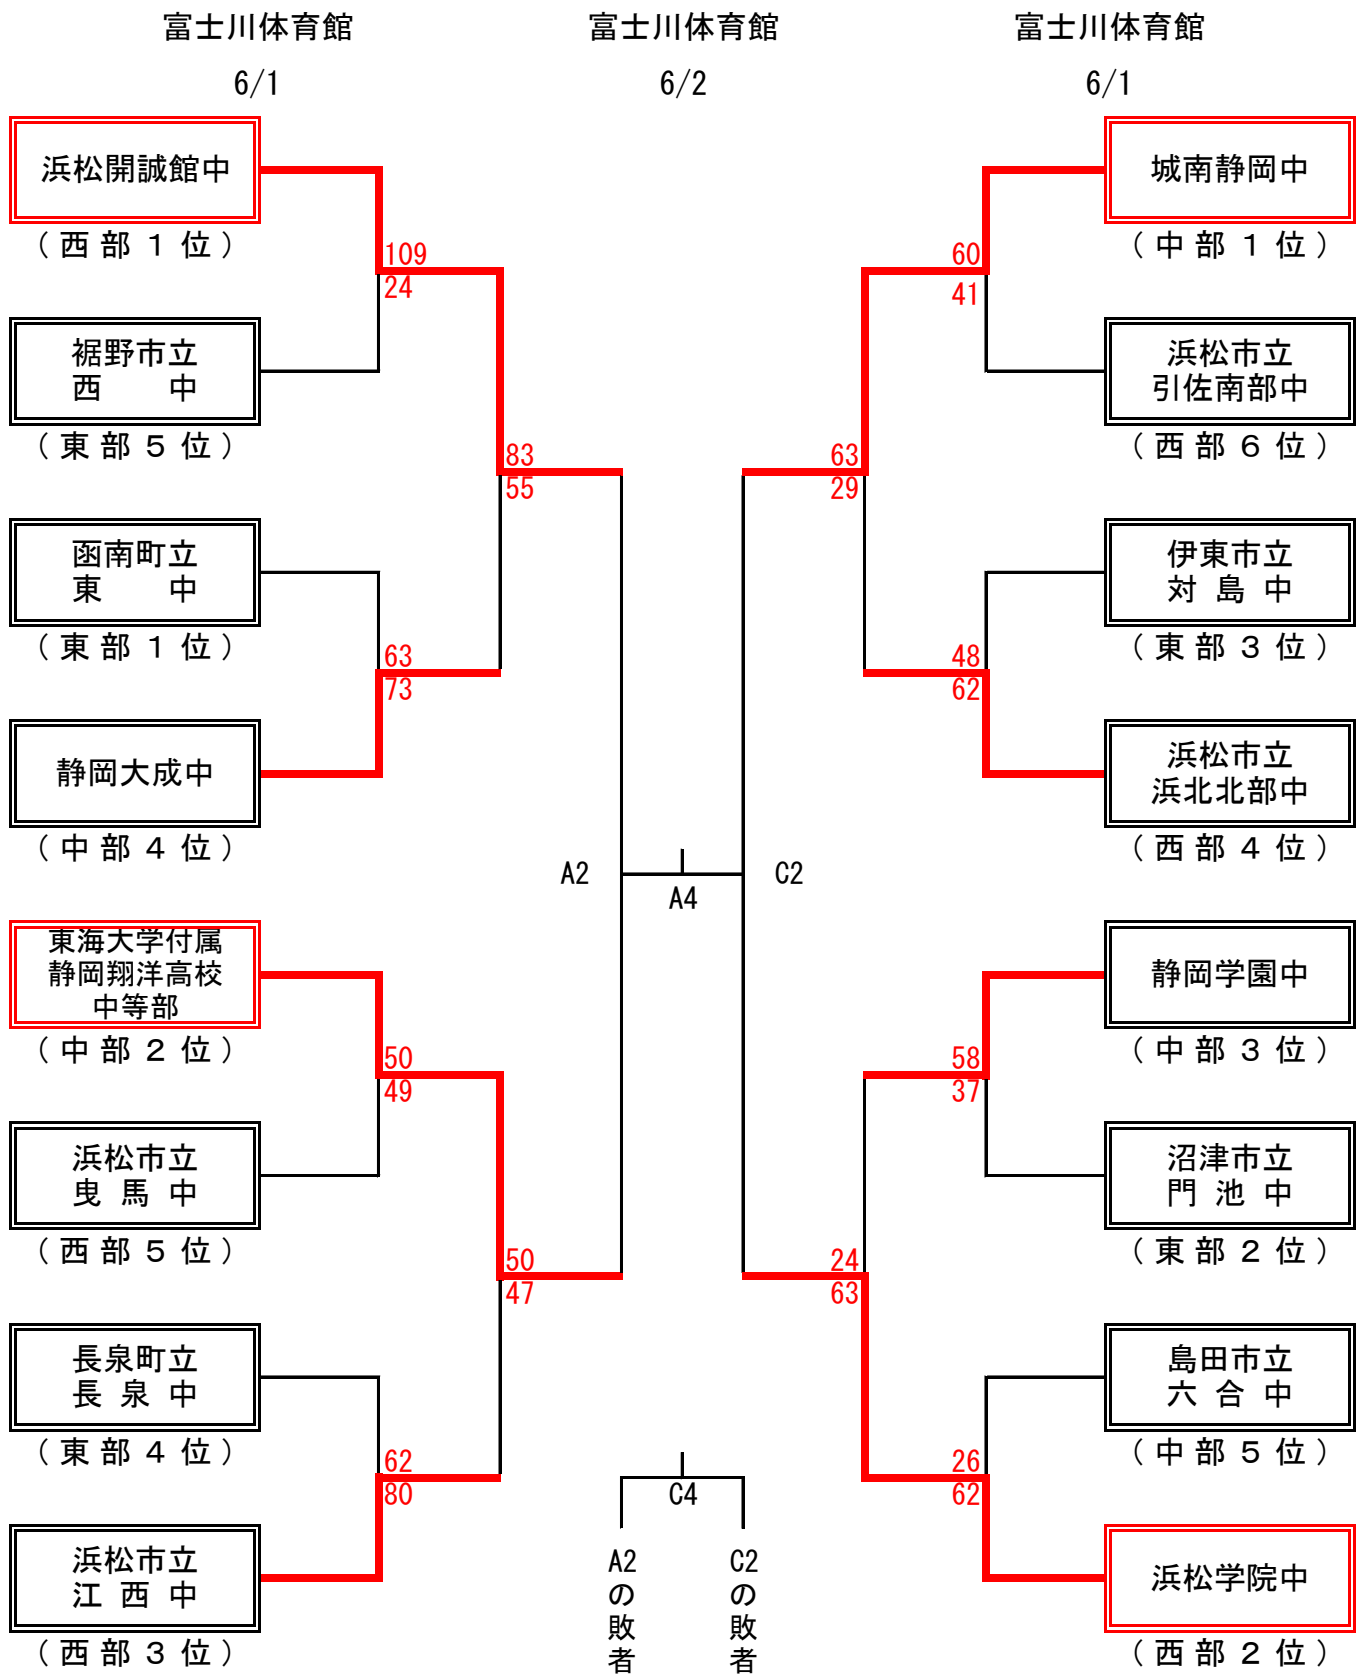 富士川体育館
富士川体育館
富士川体育館
6/1
6/2
6/1
浜松開誠館中
(西部1位)
109
24
裾野市立
西　中
(東部5位)
83
55
函南町立
東　中
(東部1位)
63
73
静岡大成中
(中部4位)
東海大学付属
静岡翔洋高校
中等部
(中部2位)
50
49
浜松市立
曳馬中
(西部5位)
50
47
長泉町立
長泉中
(東部4位)
62
80
浜松市立
江西中
(西部3位)
A2
A4
C2
C4
A2の敗者
C2の敗者
城南静岡中
(中部1位)
60
41
浜松市立
引佐南部中
(西部6位)
63
29
伊東市立
対島中
(東部3位)
48
62
浜松市立
浜北北部中
(西部4位)
静岡学園中
(中部3位)
58
37
沼津市立
門池中
(東部2位)
24
63
島田市立
六合中
(中部5位)
26
62
浜松学院中
(西部2位)